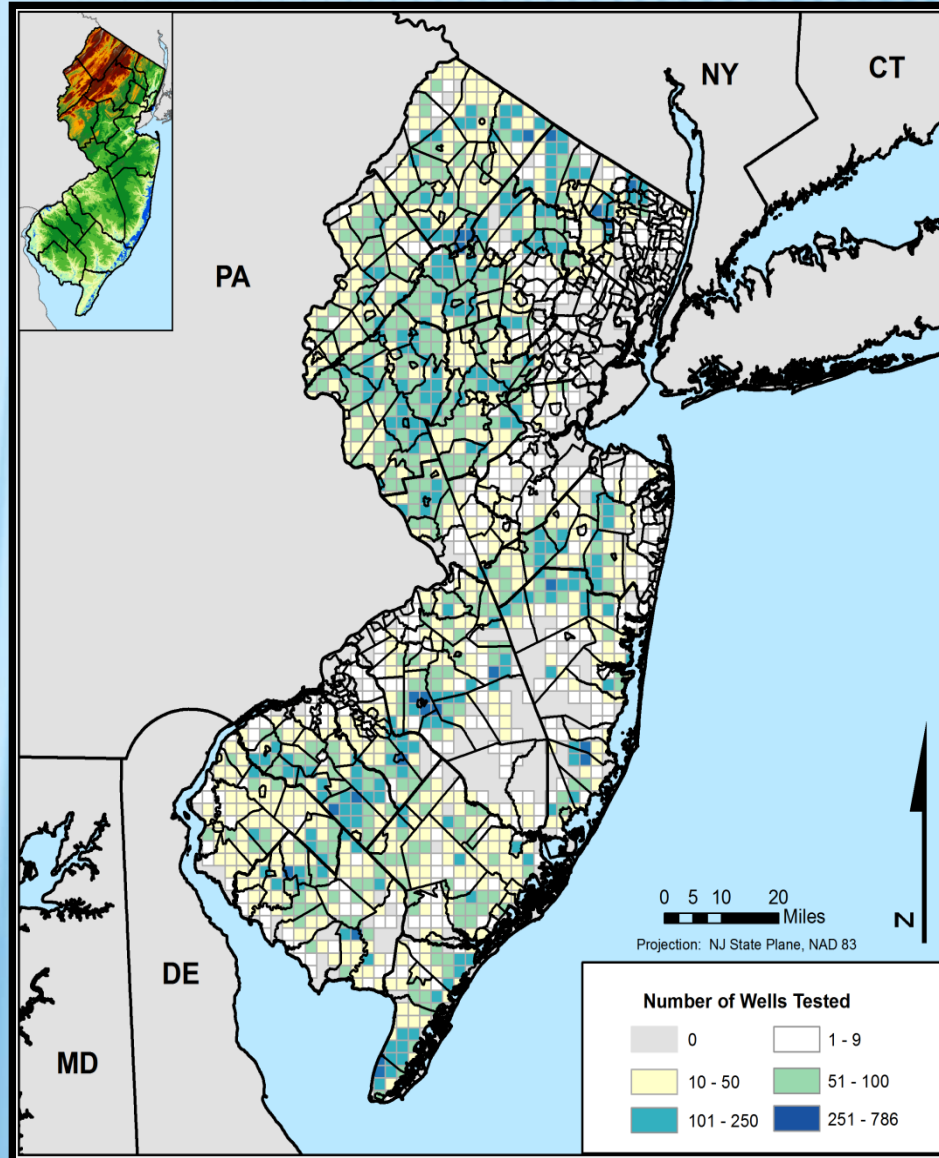 NY
CT
PA
0 5 10 20
Miles
Projection: NJ State Plane, NAD 83
N
DE
MD
Number of Wells Tested
0
1 - 9
10 - 50
51 - 100
101 - 250
251 - 786